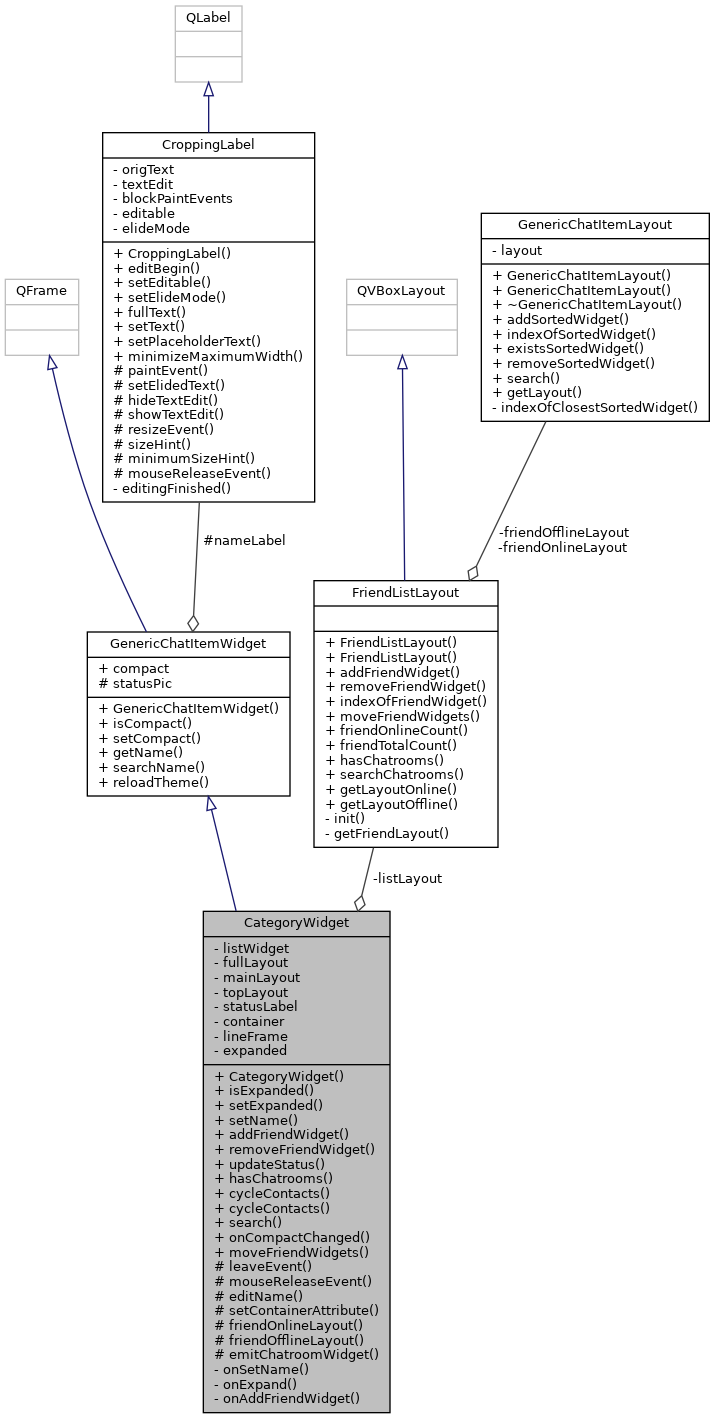 QLabel
CroppingLabel
- origText
- textEdit
- blockPaintEvents
- editable
- elideMode
+ CroppingLabel()
+ editBegin()
+ setEditable()
+ setElideMode()
+ fullText()
+ setText()
+ setPlaceholderText()
+ minimizeMaximumWidth()
# paintEvent()
# setElidedText()
# hideTextEdit()
# showTextEdit()
# resizeEvent()
# sizeHint()
# minimumSizeHint()
# mouseReleaseEvent()
- editingFinished()
GenericChatItemLayout
- layout
+ GenericChatItemLayout()
+ GenericChatItemLayout()
+ ~GenericChatItemLayout()
+ addSortedWidget()
+ indexOfSortedWidget()
+ existsSortedWidget()
+ removeSortedWidget()
+ search()
+ getLayout()
- indexOfClosestSortedWidget()
QFrame
QVBoxLayout
#nameLabel
-friendOfflineLayout
-friendOnlineLayout
GenericChatItemWidget
+ compact
# statusPic
+ GenericChatItemWidget()
+ isCompact()
+ setCompact()
+ getName()
+ searchName()
+ reloadTheme()
FriendListLayout
+ FriendListLayout()
+ FriendListLayout()
+ addFriendWidget()
+ removeFriendWidget()
+ indexOfFriendWidget()
+ moveFriendWidgets()
+ friendOnlineCount()
+ friendTotalCount()
+ hasChatrooms()
+ searchChatrooms()
+ getLayoutOnline()
+ getLayoutOffline()
- init()
- getFriendLayout()
-listLayout
CategoryWidget
- listWidget
- fullLayout
- mainLayout
- topLayout
- statusLabel
- container
- lineFrame
- expanded
+ CategoryWidget()
+ isExpanded()
+ setExpanded()
+ setName()
+ addFriendWidget()
+ removeFriendWidget()
+ updateStatus()
+ hasChatrooms()
+ cycleContacts()
+ cycleContacts()
+ search()
+ onCompactChanged()
+ moveFriendWidgets()
# leaveEvent()
# mouseReleaseEvent()
# editName()
# setContainerAttribute()
# friendOnlineLayout()
# friendOfflineLayout()
# emitChatroomWidget()
- onSetName()
- onExpand()
- onAddFriendWidget()